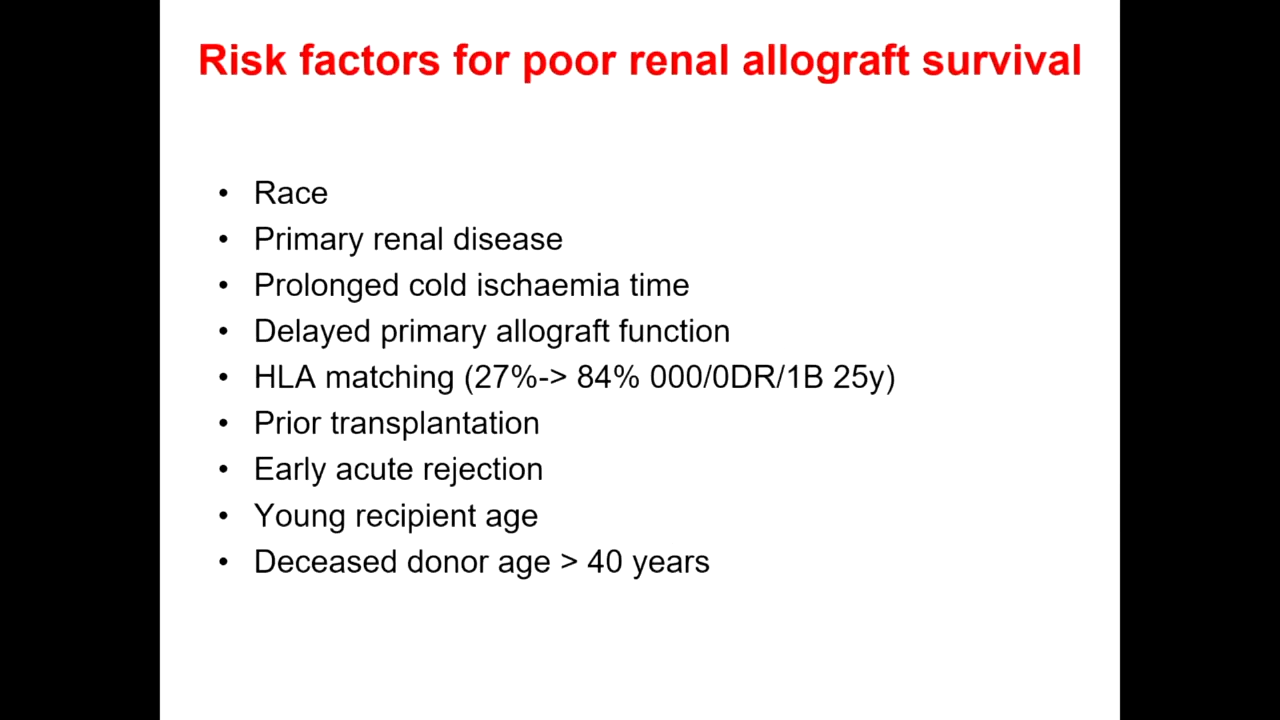 Risk factors for poor renal allograft survival
• Race
• Primary renal disease
• Prolonged cold ischaemia time
• Delayed primary allograft function
• HLA matching (27%-> 84% 000/0DR/1B 25y)
• Prior transplantation
• Early acute rejection
• Young recipient age
• Deceased donor age > 40 years